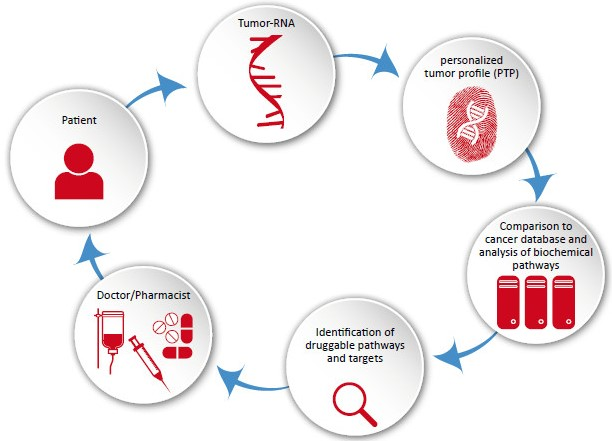 Tumor-RNA
personalized
tumor profile (PTP)
Patient
Comparison to
cancer database and
analysis of biochemical
pathways
Doctor/Pharmacist
Identification of
druggable pathways
and targets